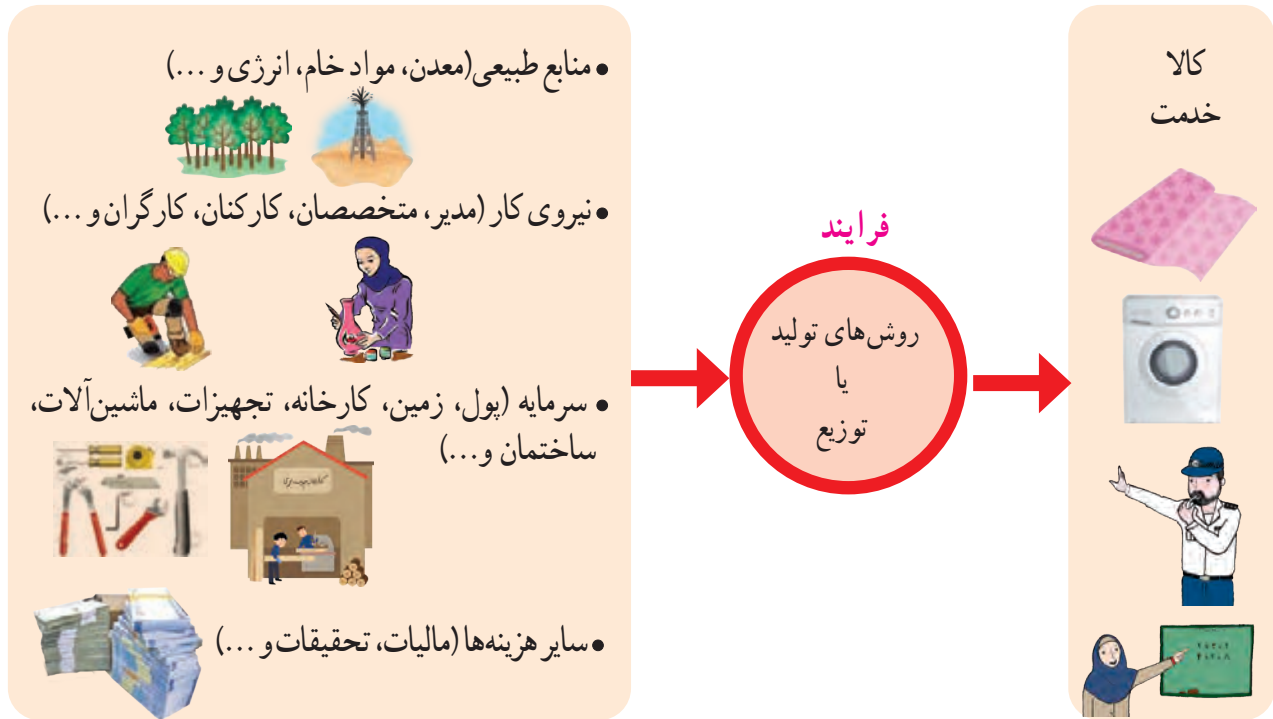 • منابع طبیعی (معدن، مواد خام، انرژی و ...)
• نیروی کار (مدیر، متخصصان، کارکنان، کارگران و ...)
• سرمایه (پول، زمین، کارخانه، تجهیزات، ماشین‌آلات،
ساختمان و...)
• سایر هزینه‌ها (مالیات، تحقیقات و ...)
فرایند
روش‌های تولید
یا
توزیع
کالا
خدمت